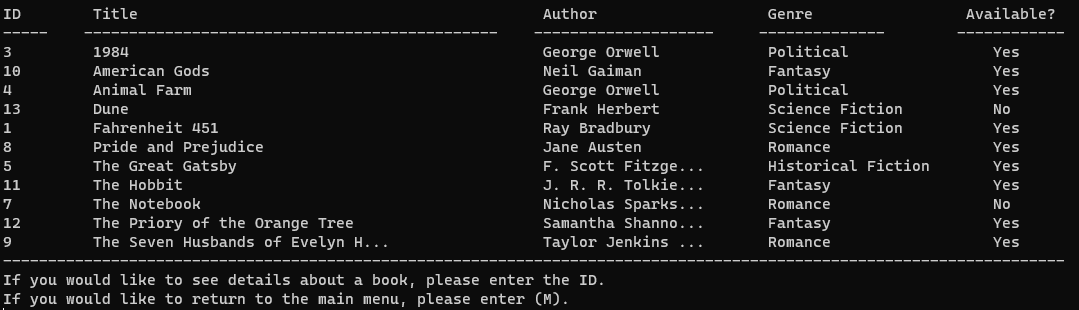 ID Title Author Genre Available?
----- ---------------------------------------------- -------------------- -------------- ------------
3 1984 George Orwell Political Yes
10 American Gods Neil Gaiman Fantasy Yes
4 Animal Farm George Orwell Political Yes
13 Dune Frank Herbert Science Fiction No
1 Fahrenheit 451 Ray Bradbury Science Fiction Yes
8 Pride and Prejudice Jane Austen Romance Yes
5 The Great Gatsby F. Scott Fitzge... Historical Fiction Yes
11 The Hobbit J. R. R. Tolkie... Fantasy Yes
7 The Notebook Nicholas Sparks... Romance No
12 The Priory of the Orange Tree Samantha Shanno... Fantasy Yes
9 The Seven Husbands of Evelyn H... Taylor Jenkins ... Romance Yes
----------------------------------------------------------------------------------------------------------------------
If you would like to see details about a book, please enter the ID.
If you would like to return to the main menu, please enter (M).